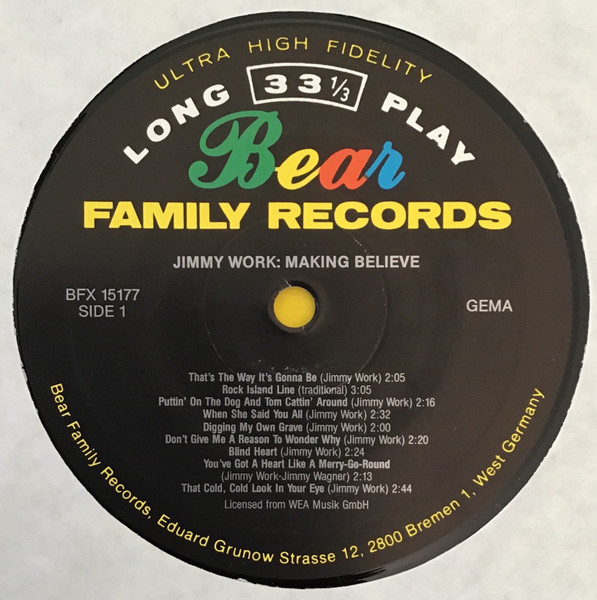 ULTRA HIGH FIDELITY
LONG 33 1/3 PLAY
Bear
FAMILY RECORDS
JIMMY WORK: MAKING BELIEVE
BFX 15177
SIDE 1
GEMA
That's The Way It's Gonna Be (Jimmy Work) 2:05
Rock Island Line (traditional) 3:05
Puttin' On The Dog And Tom Cattin' Around (Jimmy Work) 2:16
When She Said You All (Jimmy Work) 2:32
Digging My Own Grave (Jimmy Work) 2:00
Don't Give Me A Reason To Wonder Why (Jimmy Work) 2:20
Blind Heart (Jimmy Work) 2:24
You've Got A Heart Like A Merry-Go-Round
(Jimmy Work-Jimmy Wagner) 2:13
That Cold, Cold Look In Your Eye (Jimmy Work) 2:44
Licensed from WEA Musik GmbH
Bear Family Records, Eduard Grunow Strasse 12, 2800 Bremen 1, West Germany